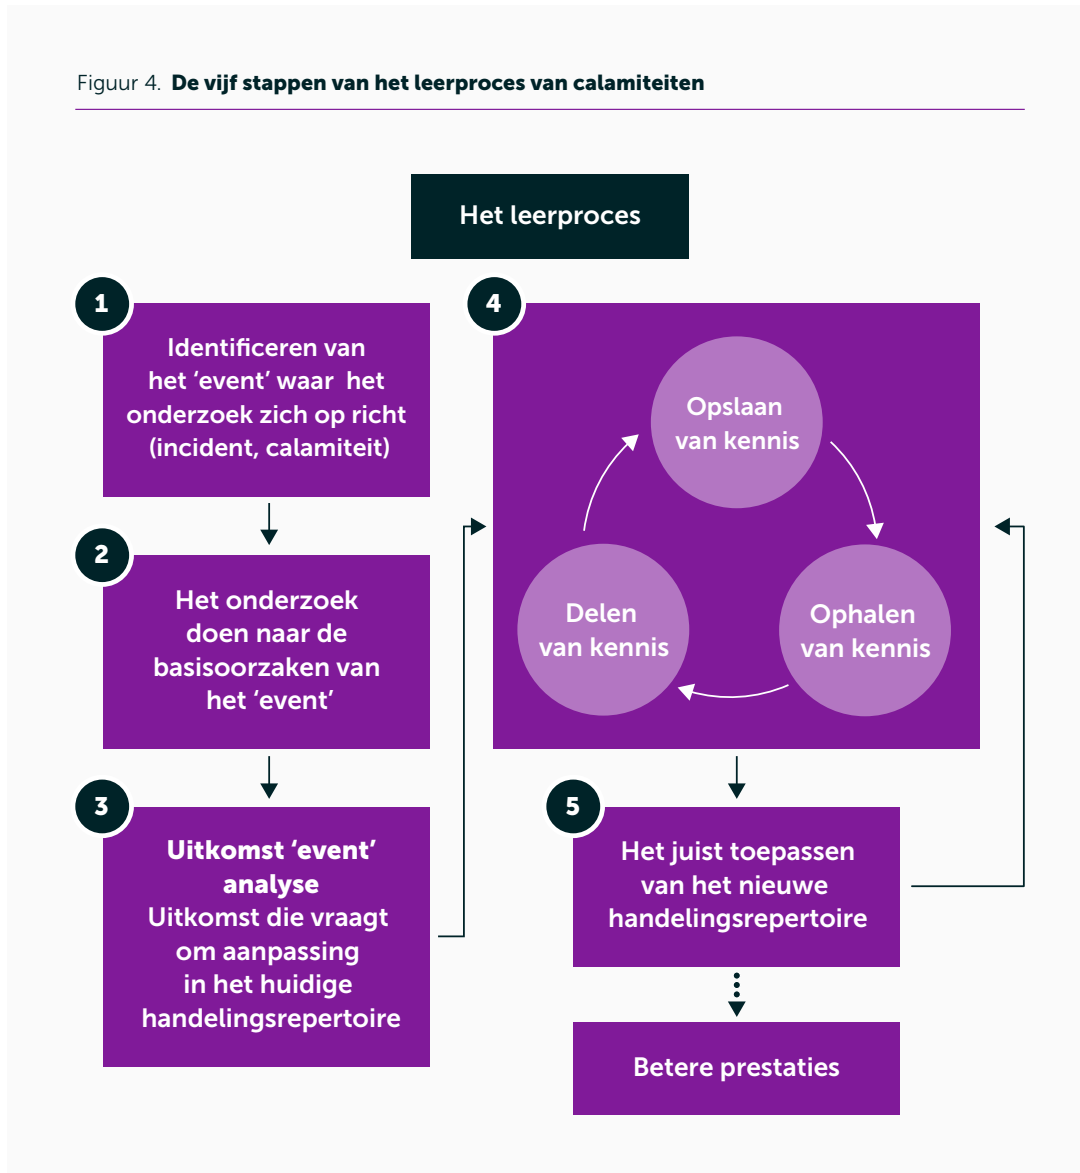 Figuur 4. De vijf stappen van het leerproces van calamiteiten
Het leerproces
1
Identificeren van
het ‘event’ waar het
onderzoek zich op richt
(incident, calamiteit)
2
Het onderzoek
doen naar de
basisoorzaken van
het ‘event’
3
Uitkomst ‘event’
analyse
Uitkomst die vraagt
om aanpassing
in het huidige
handelingsrepertoire
4
Opslaan
van kennis
Ophalen
van kennis
Delen
van kennis
5
Het juist toepassen
van het nieuwe
handelingsrepertoire
Betere prestaties